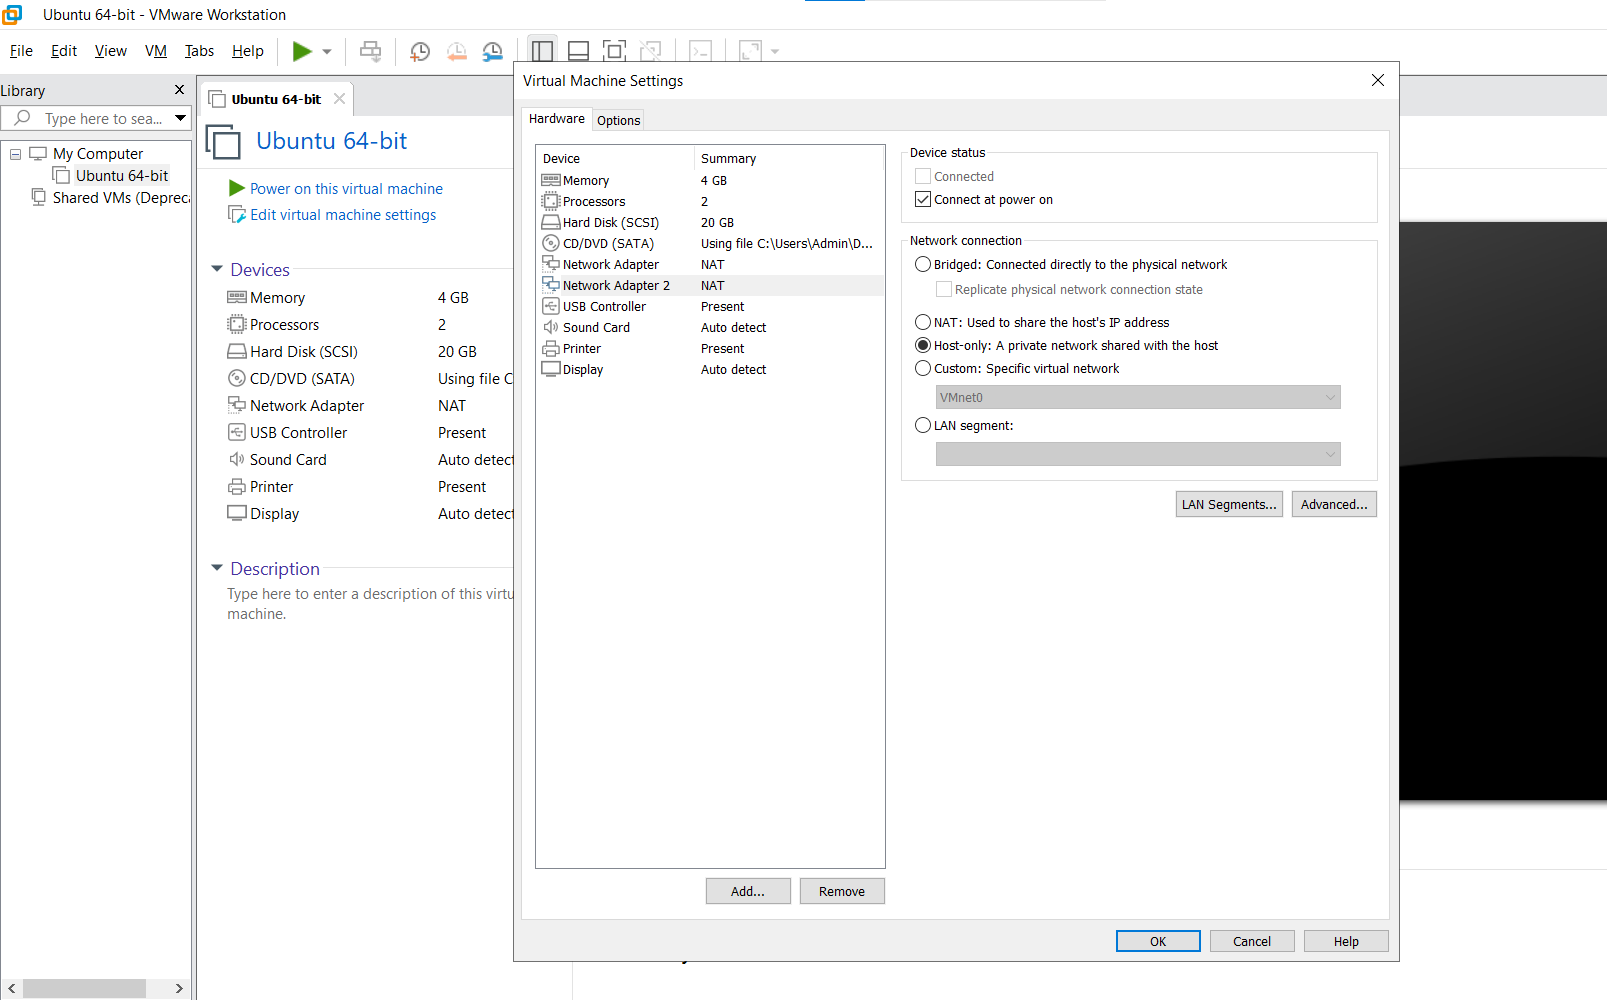 Ubuntu 64-bit - VMware Workstation
File Edit View VM Tabs Help
Library
Type here to sea...
My Computer
Ubuntu 64-bit
Shared VMs (Depreca
Ubuntu 64-bit
Ubuntu 64-bit
Power on this virtual machine
Edit virtual machine settings
Devices
Memory 4 GB
Processors 2
Hard Disk (SCSI) 20 GB
CD/DVD (SATA) Using file C
Network Adapter NAT
USB Controller Present
Sound Card Auto detect
Printer Present
Display Auto detect
Description
Type here to enter a description of this virtu
machine.
Virtual Machine Settings
Hardware Options
Device Summary
Memory 4 GB
Processors 2
Hard Disk (SCSI) 20 GB
CD/DVD (SATA) Using file C:\Users\Admin\D...
Network Adapter NAT
Network Adapter 2 NAT
USB Controller Present
Sound Card Auto detect
Printer Present
Display Auto detect
Add... Remove
Device status
Connected
Connect at power on
Network connection
Bridged: Connected directly to the physical network
Replicate physical network connection state
NAT: Used to share the host's IP address
Host-only: A private network shared with the host
Custom: Specific virtual network
VMnet0
LAN segment:
LAN Segments... Advanced...
OK Cancel Help